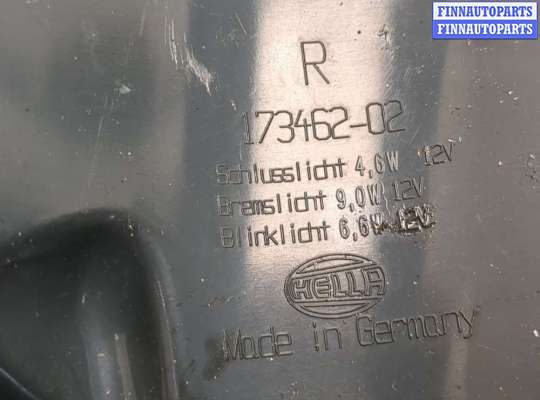 FINNAUTOPARTS
FINNAUTOPARTS
R
173462-02
Schlusslicht 4,6W 12V
Bremslicht 9,0W 12V
Blinklicht 6,6W 12V
HELLA
Made in Germany